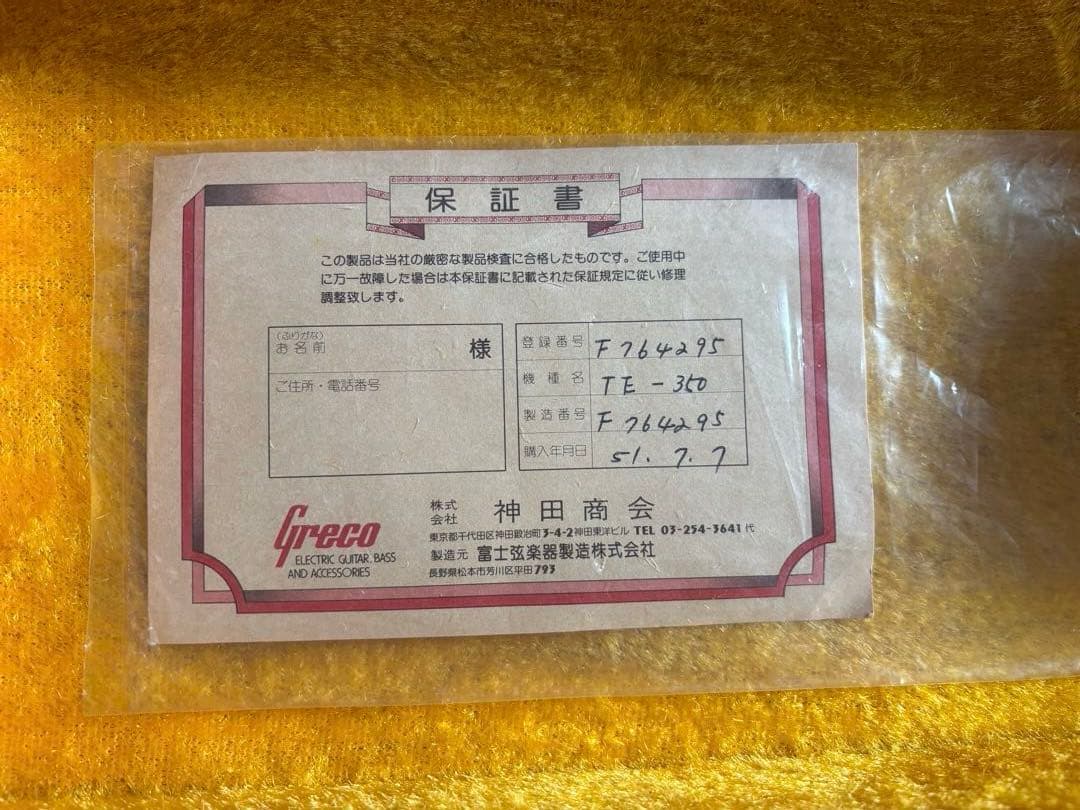 保証書
この製品は当社の厳密な製品検査に合格したものです。ご使用中
に万一故障した場合は本保証書に記載された保証規定に従い修理
調整致します。
(ふりがな)
お名前 様
ご住所・電話番号
登録番号 F764295
機種名 TE-350
製造番号 F764295
購入年月日 51.7.7
Greco
ELECTRIC GUITAR, BASS
AND ACCESSORIES
株式会社 神田商会
東京都千代田区神田鍛冶町3-4-2神田東洋ビル TEL 03-254-3641 代
製造元 富士弦楽器製造株式会社
長野県松本市芳川区平田793